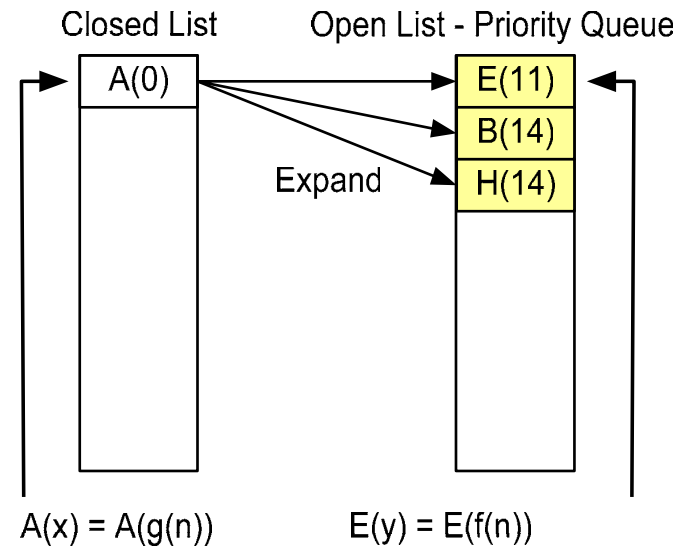 Closed List
Open List - Priority Queue
A(0)
E(11)
B(14)
H(14)
Expand
A(x) = A(g(n))
E(y) = E(f(n))